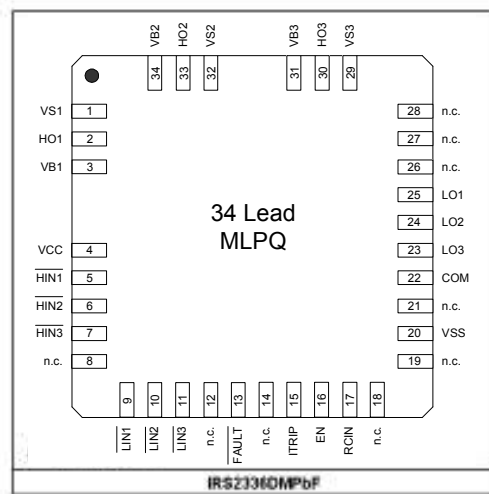 VB2 HO2 VS2 VB3 HO3 VS3
34 33 32 31 30 29
VS1 1 28 n.c.
HO1 2 27 n.c.
VB1 3 26 n.c.
25 LO1
34 Lead
24 LO2
MLPQ
VCC 4 23 LO3
HIN1 5 22 COM
HIN2 6 21 n.c.
HIN3 7 20 VSS
n.c. 8 19 n.c.
9 10 11 12 13 14 15 16 17 18
LIN1 LIN2 LIN3 n.c. FAULT n.c. ITRIP EN RCIN n.c.
IRS2336DMPbF